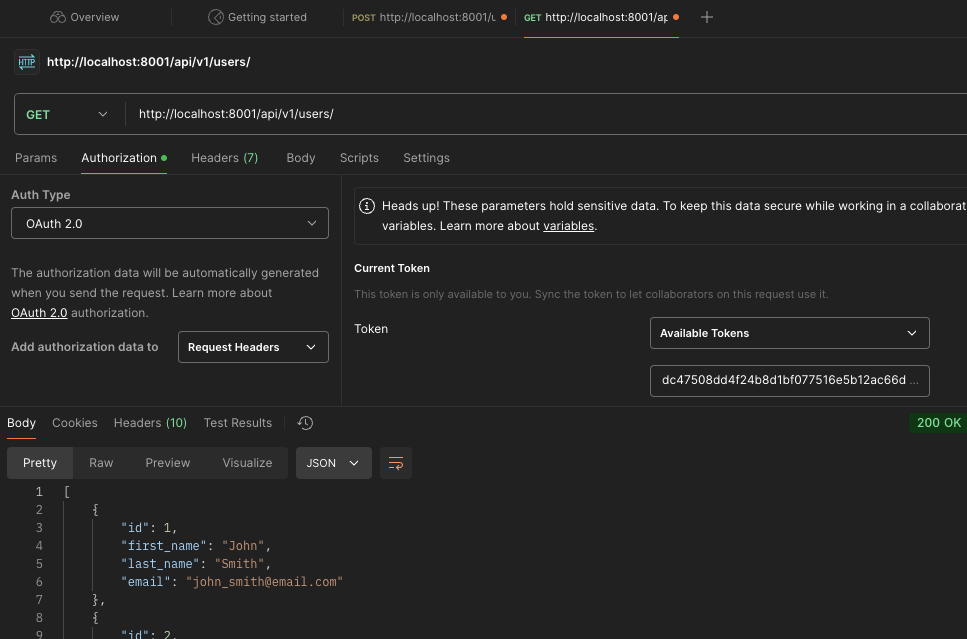 Overview
Getting started
POST http://localhost:8001/u
GET http://localhost:8001/ap
HTTP http://localhost:8001/api/v1/users/
GET http://localhost:8001/api/v1/users/
Params Authorization Headers (7) Body Scripts Settings
Auth Type
OAuth 2.0
The authorization data will be automatically generated
when you send the request. Learn more about
OAuth 2.0 authorization.
Add authorization data to Request Headers
Heads up! These parameters hold sensitive data. To keep this data secure while working in a collaborat
variables. Learn more about variables.
Current Token
This token is only available to you. Sync the token to let collaborators on this request use it.
Token Available Tokens
dc47508dd4f24b8d1bf077516e5b12ac66d ...
Body Cookies Headers (10) Test Results 200 OK
Pretty Raw Preview Visualize JSON
1 [
2 {
3 "id": 1,
4 "first_name": "John",
5 "last_name": "Smith",
6 "email": "john_smith@email.com"
7 },
8 {
9 "id": 2,